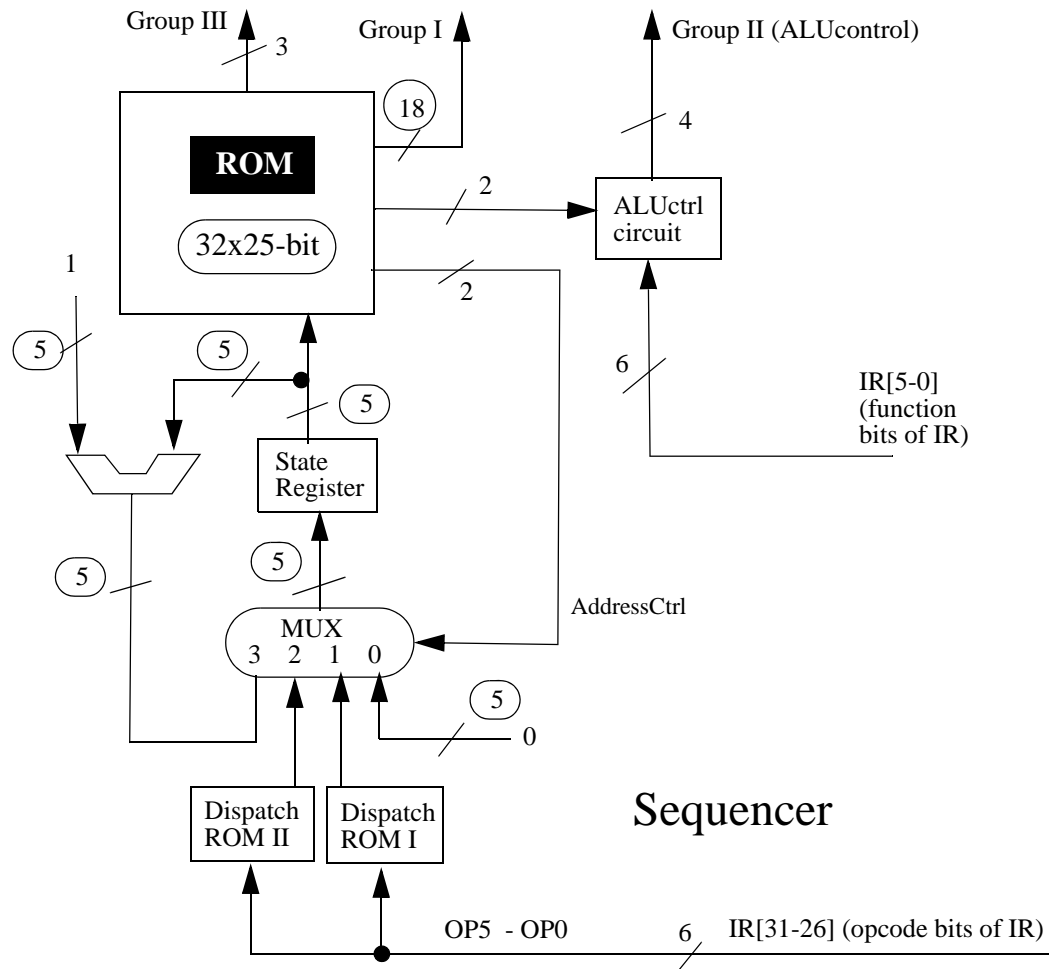 Group III
3
Group I
Group II (ALUcontrol)
18
4
ROM
2
ALUctrl
circuit
32x25-bit
1
2
5
5
6
IR[5-0]
(function
bits of IR)
5
State
Register
5
5
AddressCtrl
MUX
3 2 1 0
5
0
Dispatch
ROM II
Dispatch
ROM I
Sequencer
OP5 - OP0
6
IR[31-26] (opcode bits of IR)